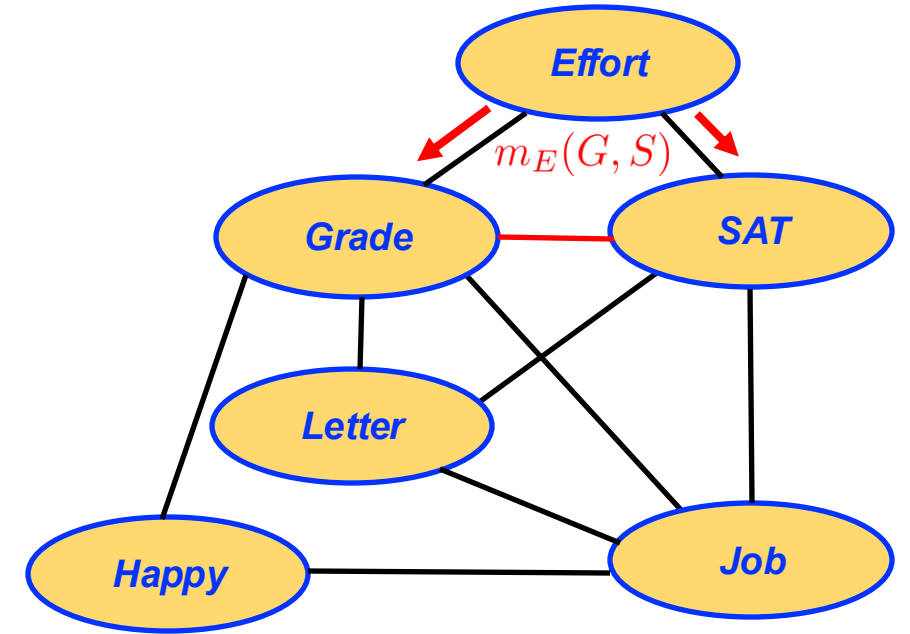 Effort
m_E(G, S)
Grade
SAT
Letter
Happy
Job